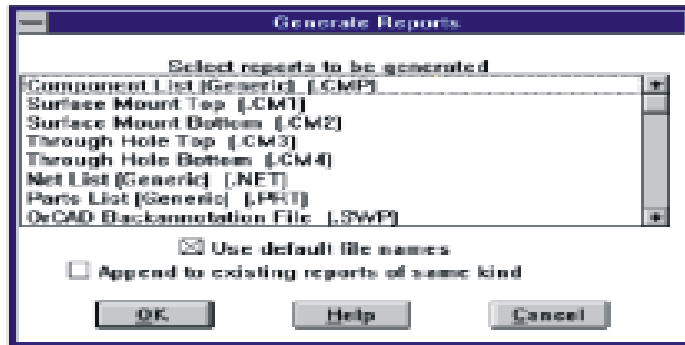 Generate Reports
Select reports to be generated
Component List (Generic) (.CMP)
Surface Mount Top (.CM1)
Surface Mount Bottom (.CM2)
Through Hole Top (.CM3)
Through Hole Bottom (.CM4)
Net List (Generic) (.NET)
Parts List (Generic) (.PRT)
OrCAD Backannotation File (.SWP)
Use default file names
Append to existing reports of same kind
OK Help Cancel